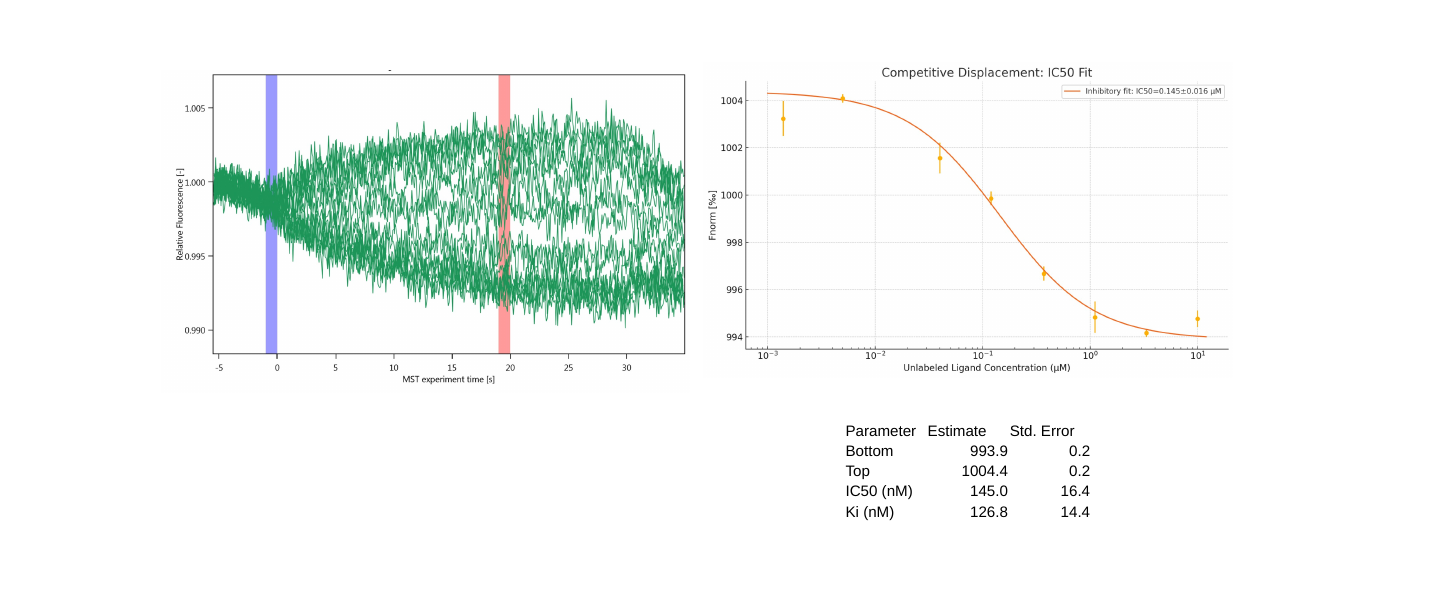 1.005
1.000
0.995
0.990
Relative Fluorescence [-]
-5 0 5 10 15 20 25 30
MST experiment time [s]
Competitive Displacement: IC50 Fit
Inhibitory fit: IC50=0.145±0.016 μM
1004
1002
1000
998
996
994
Fnorm [‰]
10⁻³ 10⁻² 10⁻¹ 10⁰ 10¹
Unlabeled Ligand Concentration (μM)
Parameter Estimate Std. Error
Bottom 993.9 0.2
Top 1004.4 0.2
IC50 (nM) 145.0 16.4
Ki (nM) 126.8 14.4